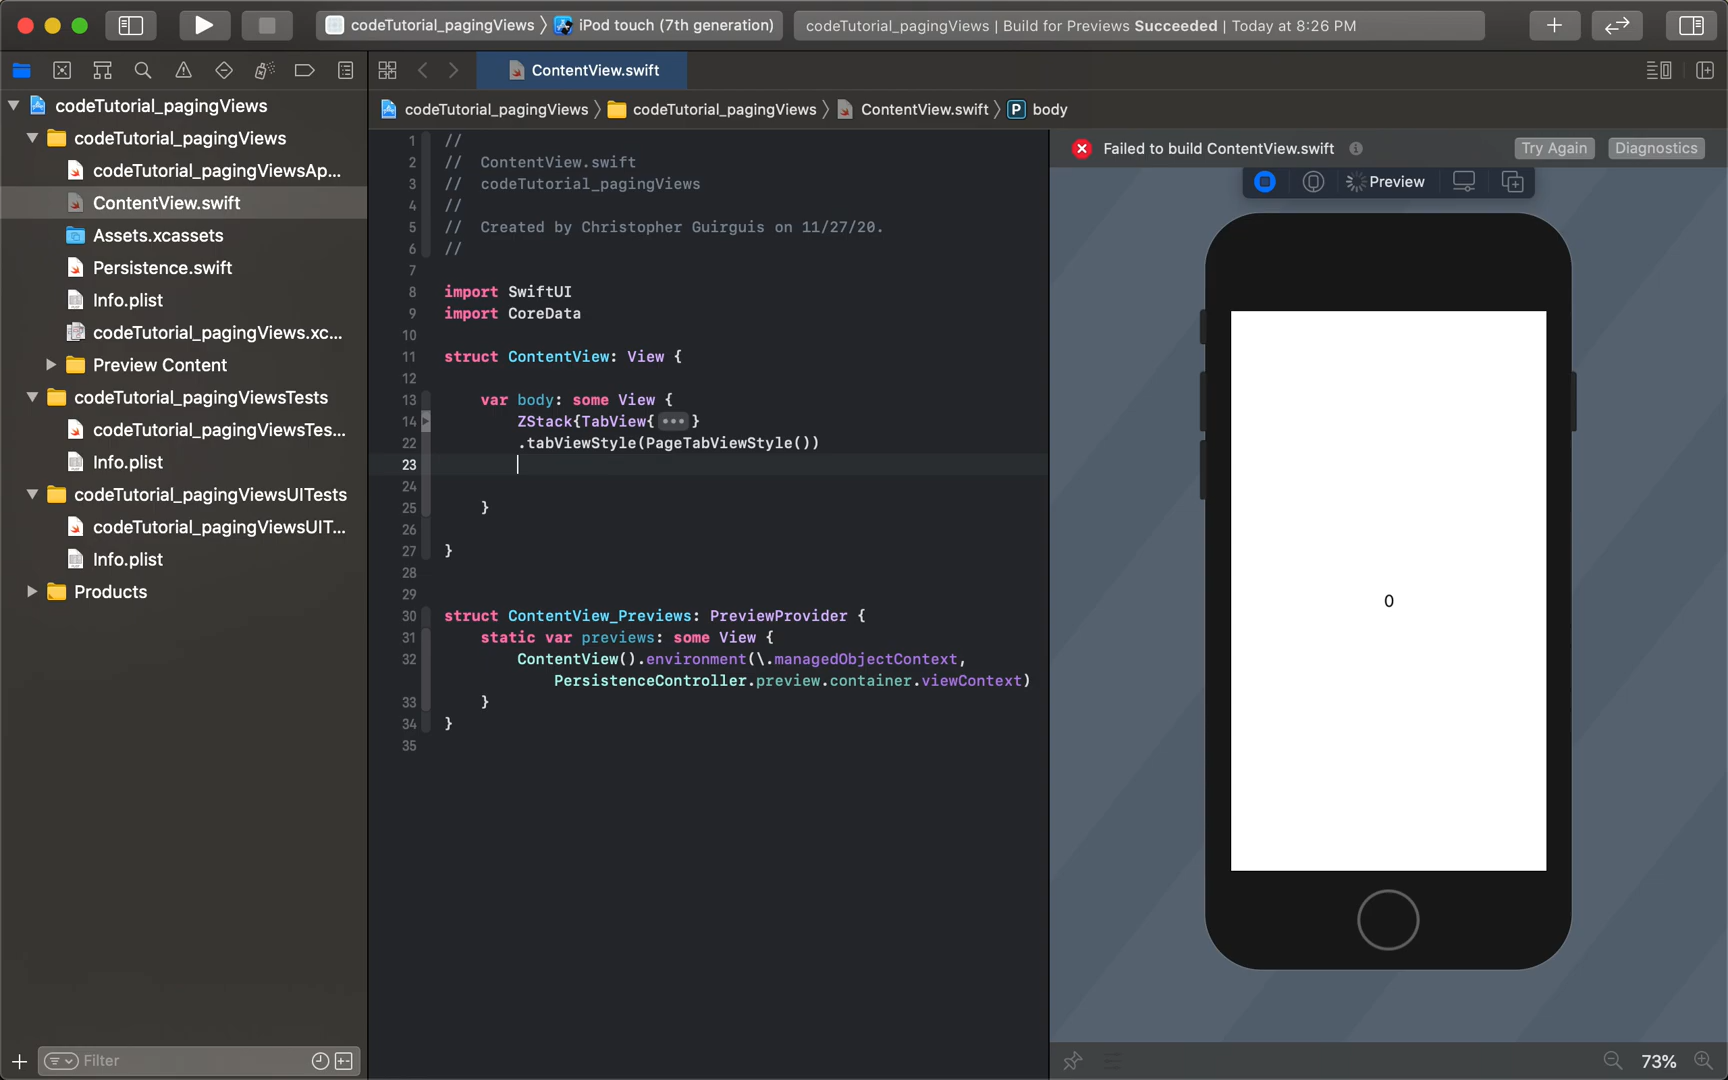 codeTutorial_pagingViews 〉 iPod touch (7th generation)
codeTutorial_pagingViews | Build for Previews Succeeded | Today at 8:26 PM
ContentView.swift
codeTutorial_pagingViews 〉 codeTutorial_pagingViews 〉 ContentView.swift 〉 P body
codeTutorial_pagingViews
codeTutorial_pagingViews
codeTutorial_pagingViewsAp...
ContentView.swift
Assets.xcassets
Persistence.swift
Info.plist
codeTutorial_pagingViews.xc...
Preview Content
codeTutorial_pagingViewsTests
codeTutorial_pagingViewsTes...
Info.plist
codeTutorial_pagingViewsUITests
codeTutorial_pagingViewsUIT...
Info.plist
Products
Filter
1 //
2 //  ContentView.swift
3 //  codeTutorial_pagingViews
4 //
5 //  Created by Christopher Guirguis on 11/27/20.
6 //
7
8 import SwiftUI
9 import CoreData
10
11 struct ContentView: View {
12
13     var body: some View {
14         ZStack{TabView{ ••• }
22         .tabViewStyle(PageTabViewStyle())
23
24
25     }
26
27 }
28
29
30 struct ContentView_Previews: PreviewProvider {
31     static var previews: some View {
32         ContentView().environment(\.managedObjectContext,
            PersistenceController.preview.container.viewContext)
33     }
34 }
35
Failed to build ContentView.swift
Try Again
Diagnostics
Preview
0
73%